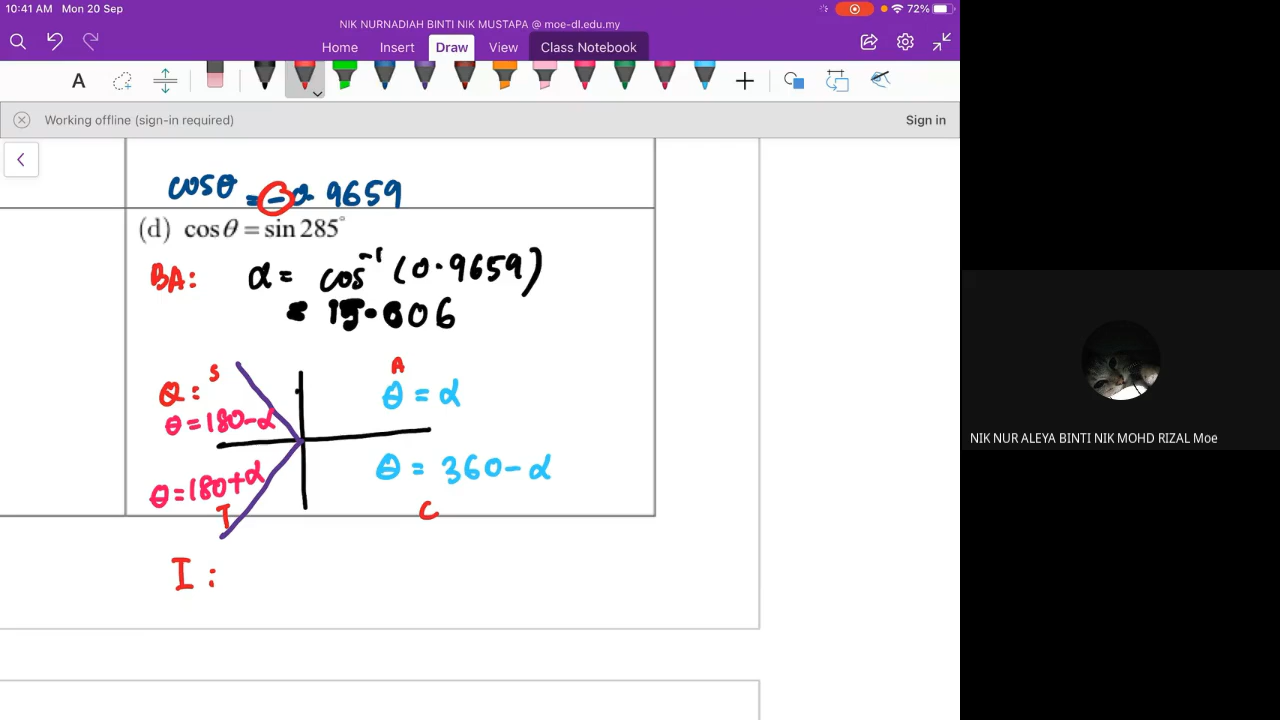 10:41 AM Mon 20 Sep
72%
NIK NURNADIAH BINTI NIK MUSTAPA @ moe-dl.edu.my
Home Insert Draw View Class Notebook
A
Working offline (sign-in required)
Sign in
cosθ = -0.9659
(d) cosθ = sin 285°
BA: α = cos⁻¹ (0.9659)
= 15.006
S
A
Q:
θ = α
θ = 180-α
θ = 360-α
θ = 180+α
T
C
I :
NIK NUR ALEYA BINTI NIK MOHD RIZAL Moe